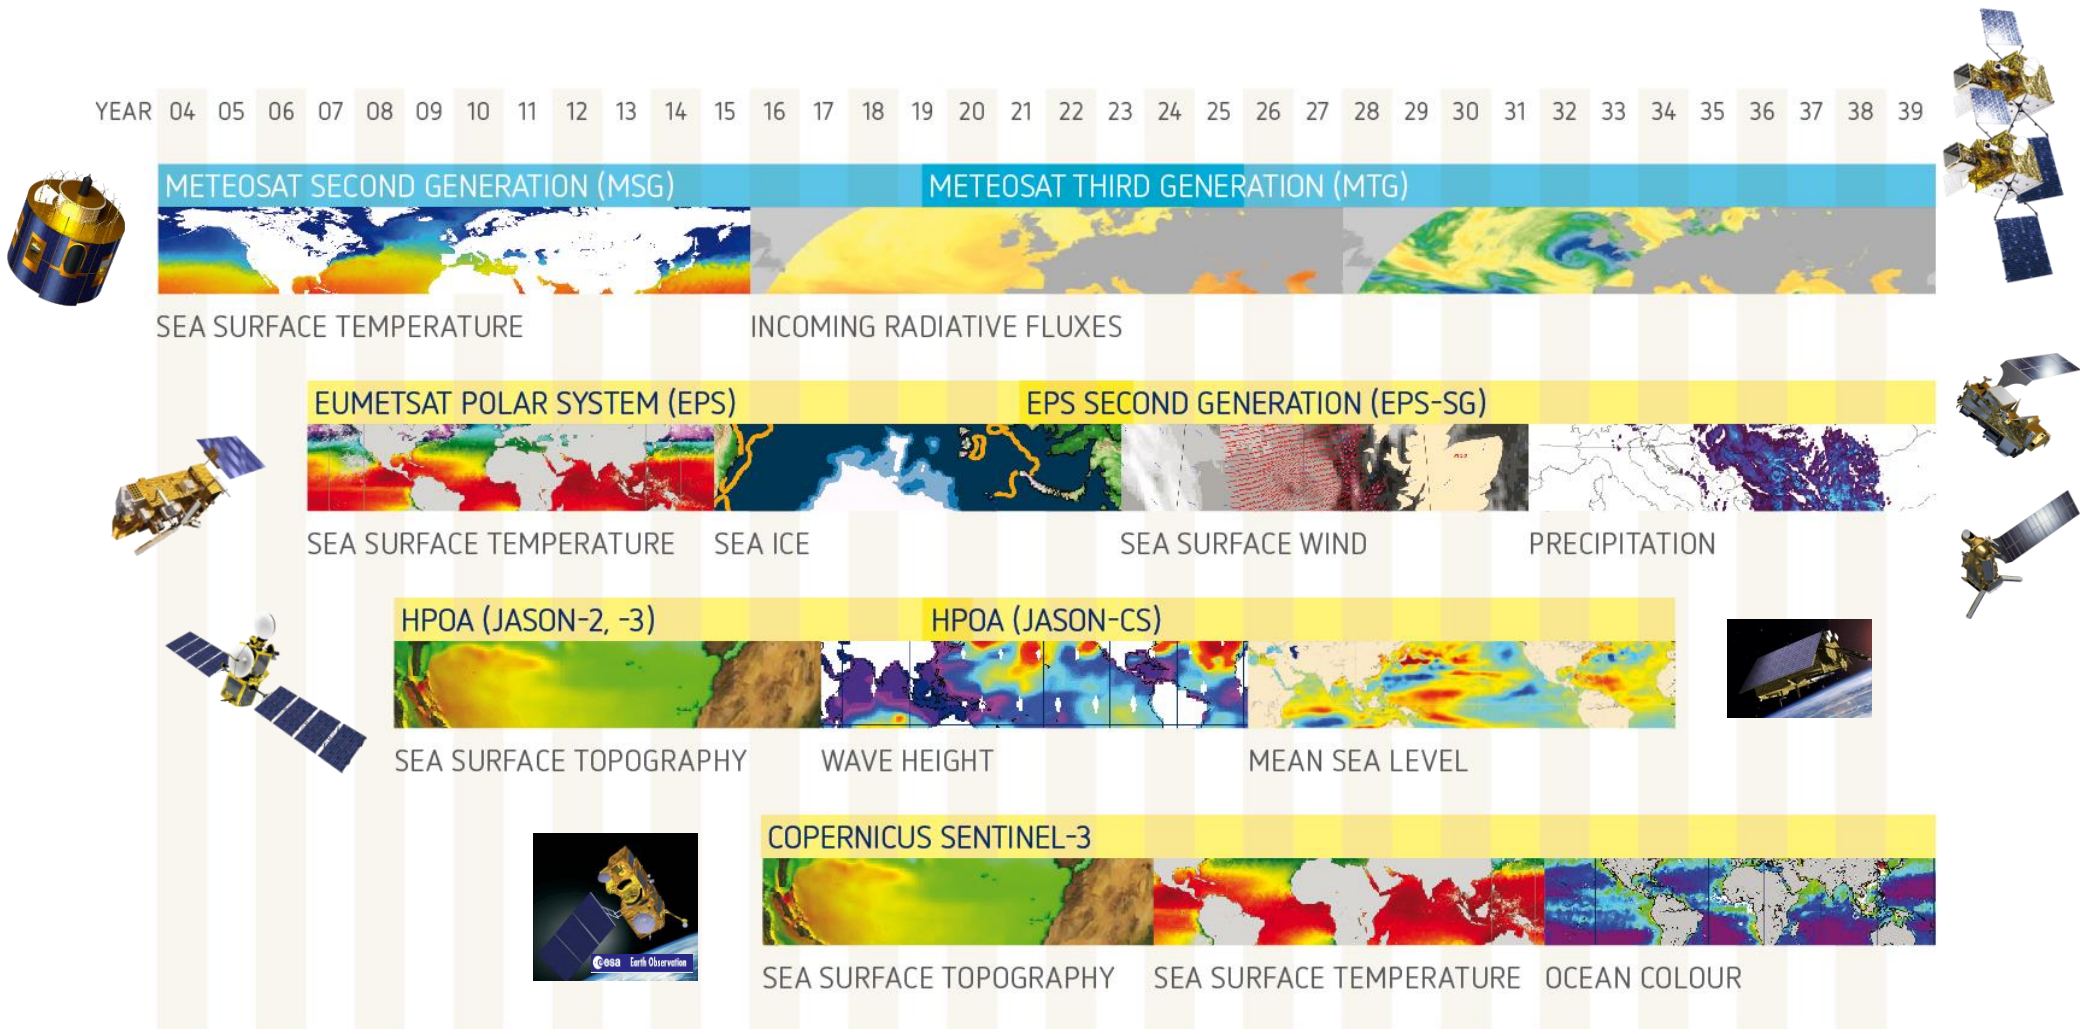 YEAR 04 05 06 07 08 09 10 11 12 13 14 15 16 17 18 19 20 21 22 23 24 25 26 27 28 29 30 31 32 33 34 35 36 37 38 39
METEOSAT SECOND GENERATION (MSG) METEOSAT THIRD GENERATION (MTG)
SEA SURFACE TEMPERATURE INCOMING RADIATIVE FLUXES
EUMETSAT POLAR SYSTEM (EPS) EPS SECOND GENERATION (EPS-SG)
SEA SURFACE TEMPERATURE SEA ICE SEA SURFACE WIND PRECIPITATION
HPOA (JASON-2, -3) HPOA (JASON-CS)
SEA SURFACE TOPOGRAPHY WAVE HEIGHT MEAN SEA LEVEL
COPERNICUS SENTINEL-3
esa Earth Observation
SEA SURFACE TOPOGRAPHY SEA SURFACE TEMPERATURE OCEAN COLOUR